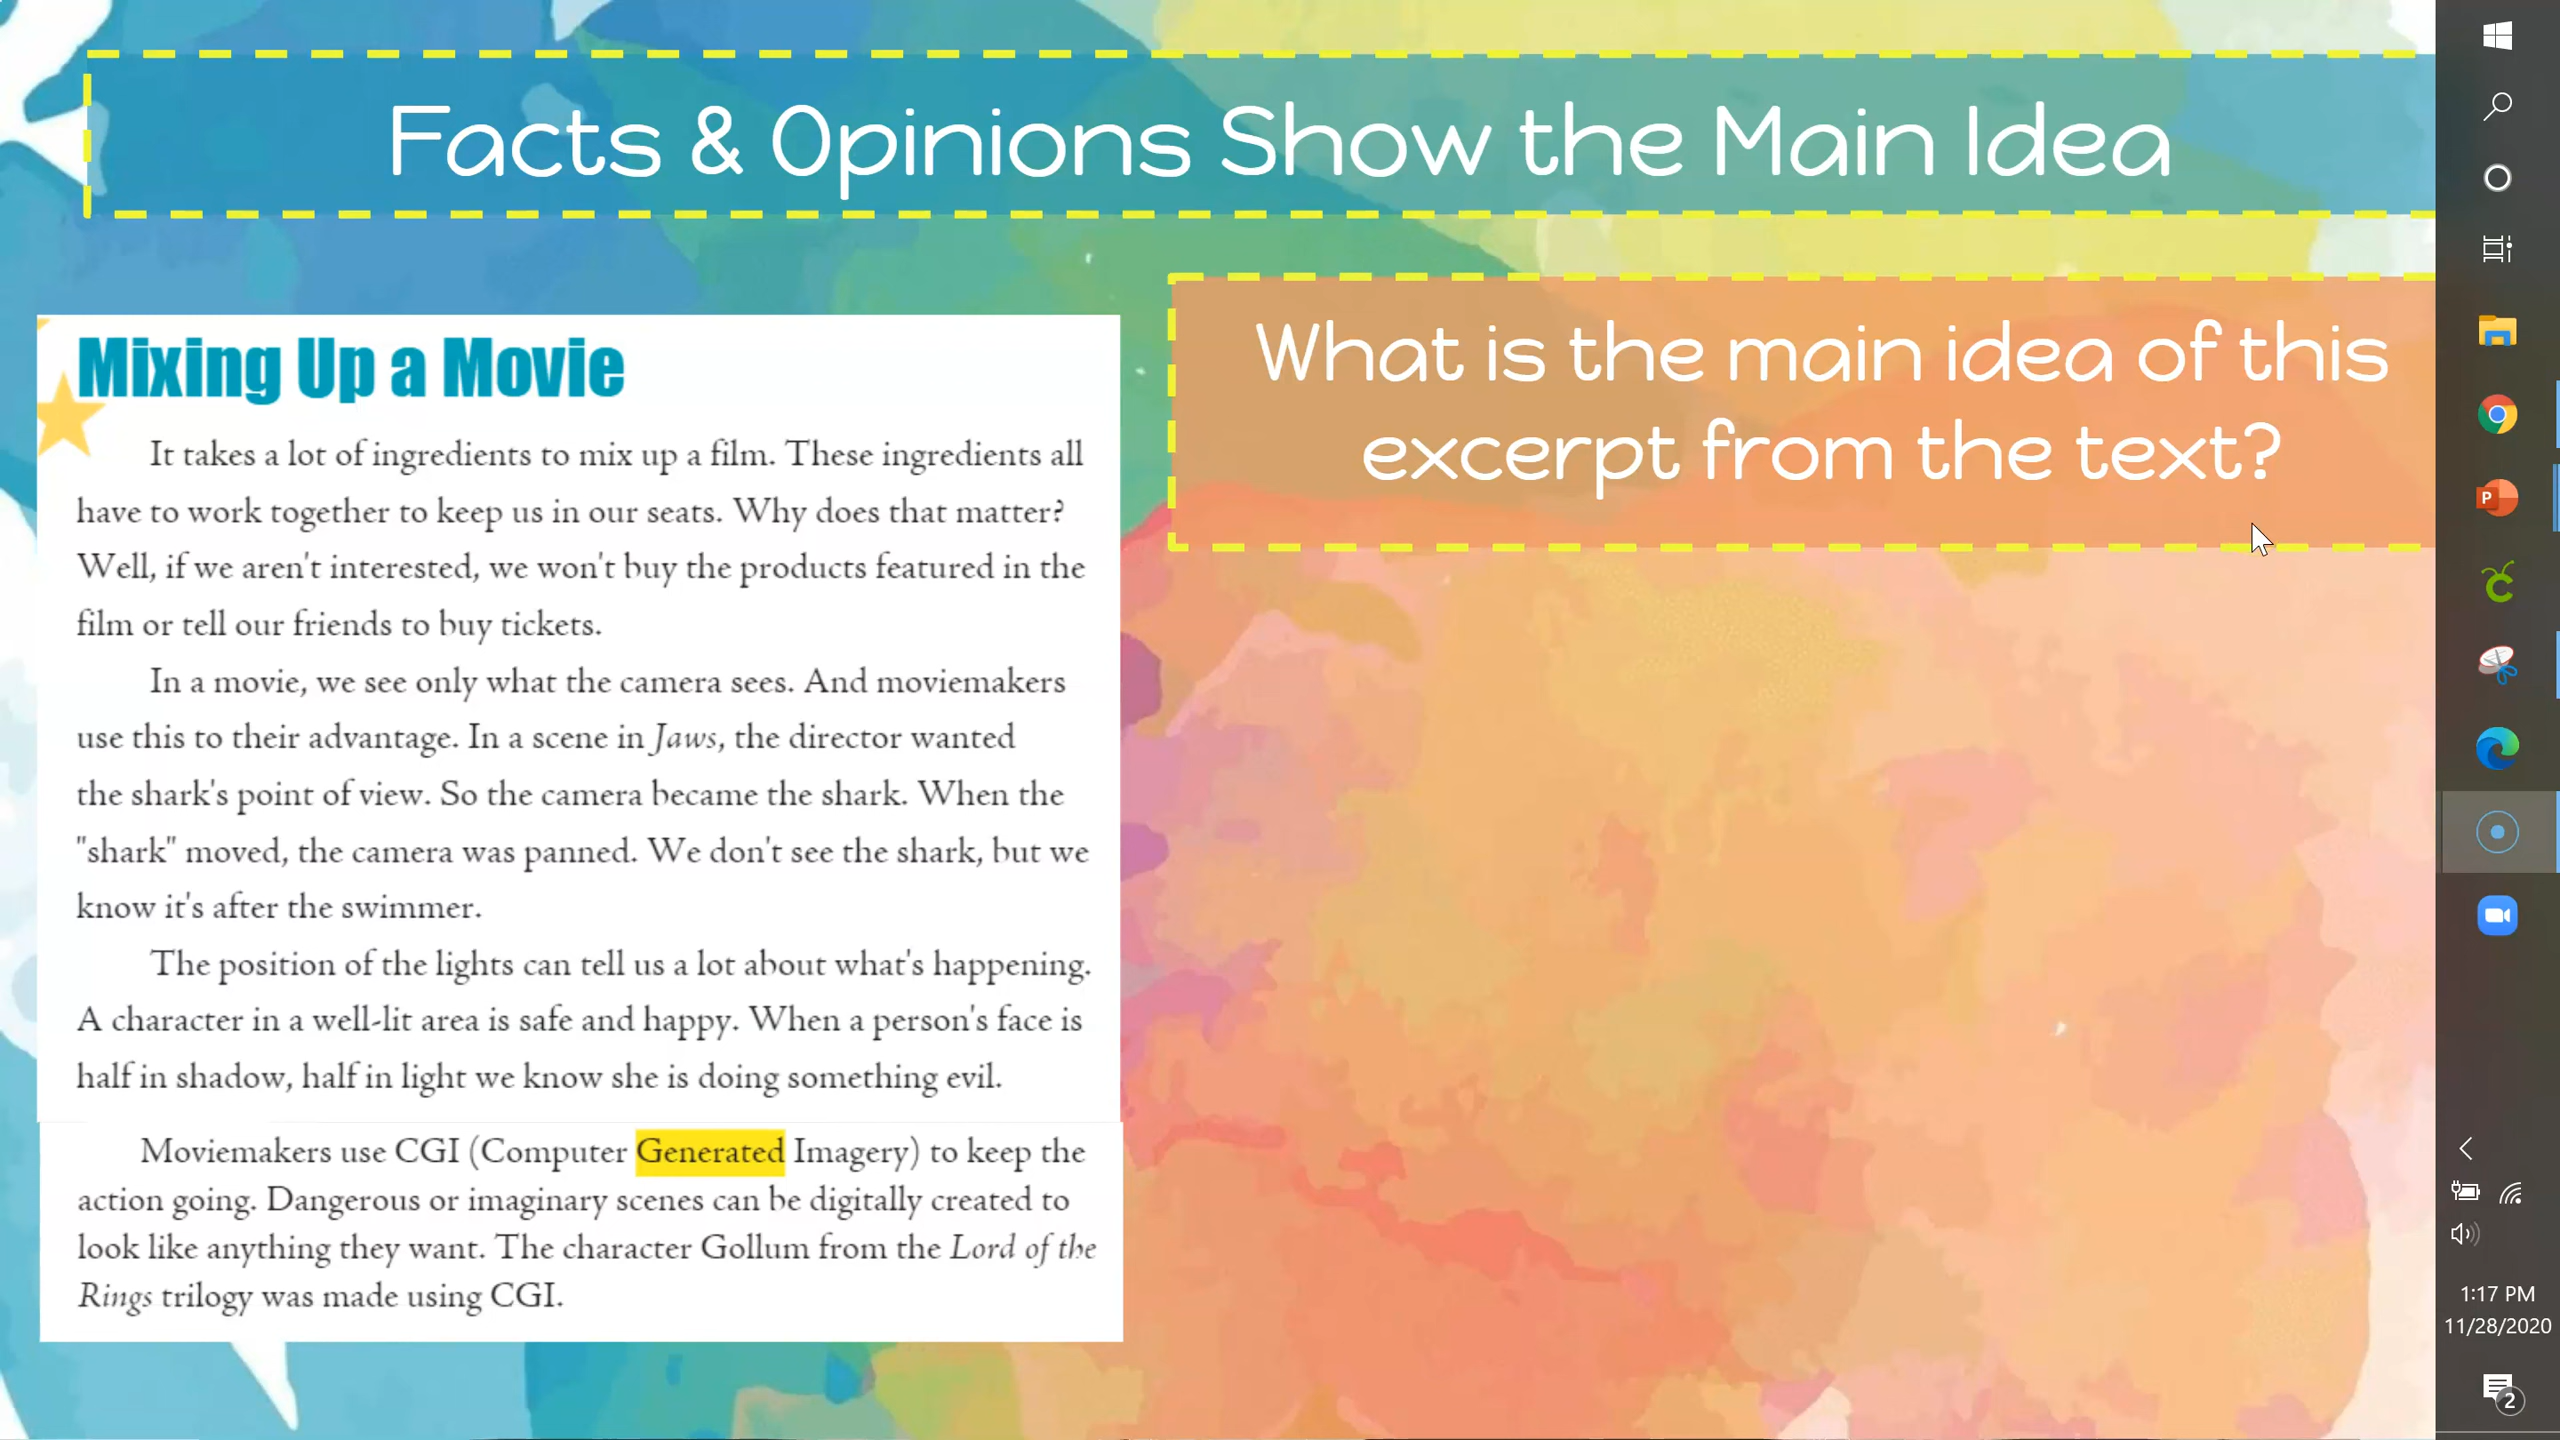 Facts & Opinions Show the Main Idea
What is the main idea of this
excerpt from the text?
Mixing Up a Movie
It takes a lot of ingredients to mix up a film. These ingredients all
have to work together to keep us in our seats. Why does that matter?
Well, if we aren't interested, we won't buy the products featured in the
film or tell our friends to buy tickets.
In a movie, we see only what the camera sees. And moviemakers
use this to their advantage. In a scene in Jaws, the director wanted
the shark's point of view. So the camera became the shark. When the
"shark" moved, the camera was panned. We don't see the shark, but we
know it's after the swimmer.
The position of the lights can tell us a lot about what's happening.
A character in a well-lit area is safe and happy. When a person's face is
half in shadow, half in light we know she is doing something evil.
Moviemakers use CGI (Computer Generated Imagery) to keep the
action going. Dangerous or imaginary scenes can be digitally created to
look like anything they want. The character Gollum from the Lord of the
Rings trilogy was made using CGI.
P
1:17 PM
11/28/2020
2